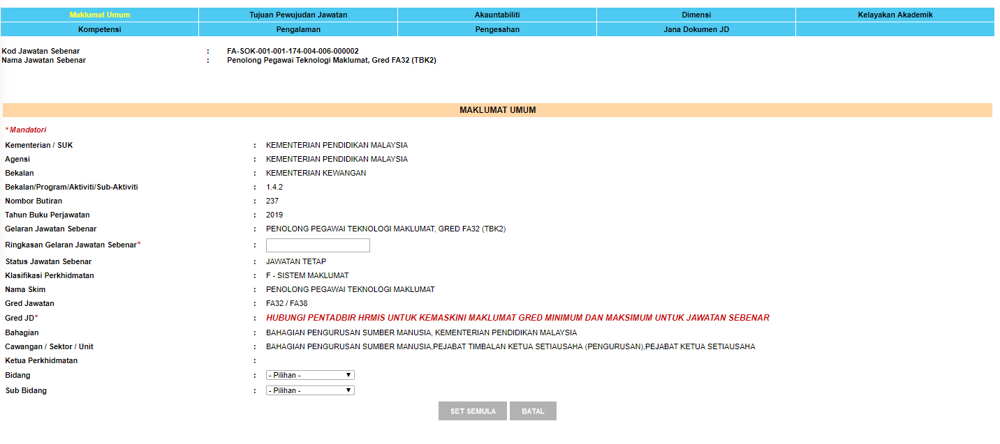 Maklumat Umum Tujuan Pewujudan Jawatan Akauntabiliti Dimensi Kelayakan Akademik
Kompetensi Pengalaman Pengesahan Jana Dokumen JD
Kod Jawatan Sebenar : FA-SOK-001-001-174-004-006-000002
Nama Jawatan Sebenar : Penolong Pegawai Teknologi Maklumat, Gred FA32 (TBK2)
MAKLUMAT UMUM
* Mandatori
Kementerian / SUK : KEMENTERIAN PENDIDIKAN MALAYSIA
Agensi : KEMENTERIAN PENDIDIKAN MALAYSIA
Bekalan : KEMENTERIAN KEWANGAN
Bekalan/Program/Aktiviti/Sub-Aktiviti : 1.4.2
Nombor Butiran : 237
Tahun Buku Perjawatan : 2019
Gelaran Jawatan Sebenar : PENOLONG PEGAWAI TEKNOLOGI MAKLUMAT, GRED FA32 (TBK2)
Ringkasan Gelaran Jawatan Sebenar* :
Status Jawatan Sebenar : JAWATAN TETAP
Klasifikasi Perkhidmatan : F - SISTEM MAKLUMAT
Nama Skim : PENOLONG PEGAWAI TEKNOLOGI MAKLUMAT
Gred Jawatan : FA32 / FA38
Gred JD* : HUBUNGI PENTADBIR HRMIS UNTUK KEMASKINI MAKLUMAT GRED MINIMUM DAN MAKSIMUM UNTUK JAWATAN SEBENAR
Bahagian : BAHAGIAN PENGURUSAN SUMBER MANUSIA, KEMENTERIAN PENDIDIKAN MALAYSIA
Cawangan / Sektor / Unit : BAHAGIAN PENGURUSAN SUMBER MANUSIA,PEJABAT TIMBALAN KETUA SETIAUSAHA (PENGURUSAN),PEJABAT KETUA SETIAUSAHA
Ketua Perkhidmatan :
Bidang : - Pilihan -
Sub Bidang : - Pilihan -
SET SEMULA BATAL